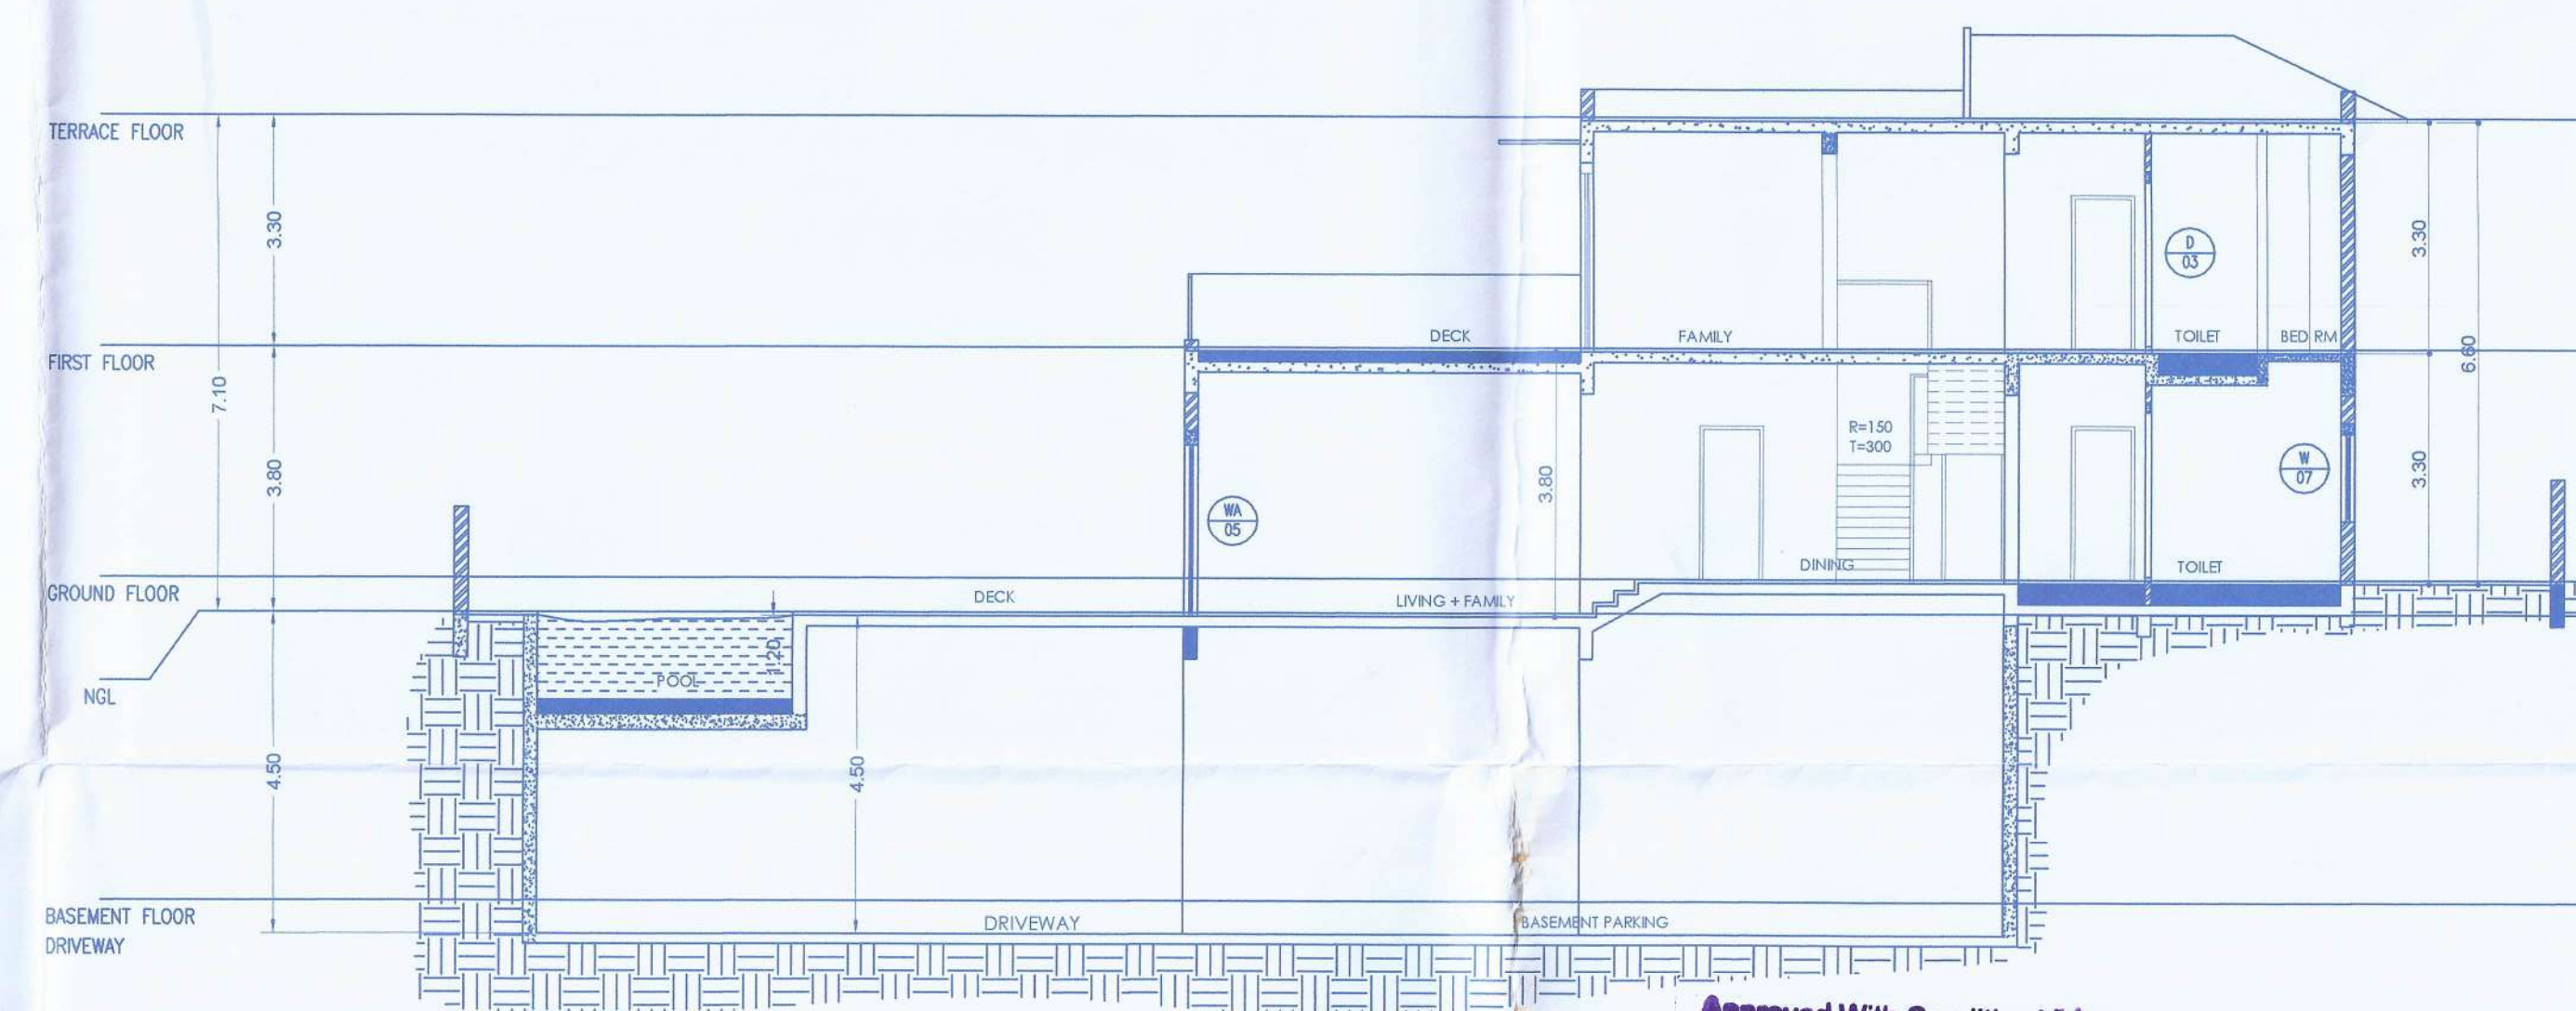 TERRACE FLOOR
3.30
3.30
D
03
DECK
FAMILY
TOILET
BED RM
FIRST FLOOR
7.10
6.60
R=150
T=300
3.80
3.80
3.30
W
07
WA
05
DINING
TOILET
GROUND FLOOR
DECK
LIVING + FAMILY
1.20
POOL
NGL
4.50
4.50
BASEMENT FLOOR
DRIVEWAY
BASEMENT PARKING
DRIVEWAY
Approved With